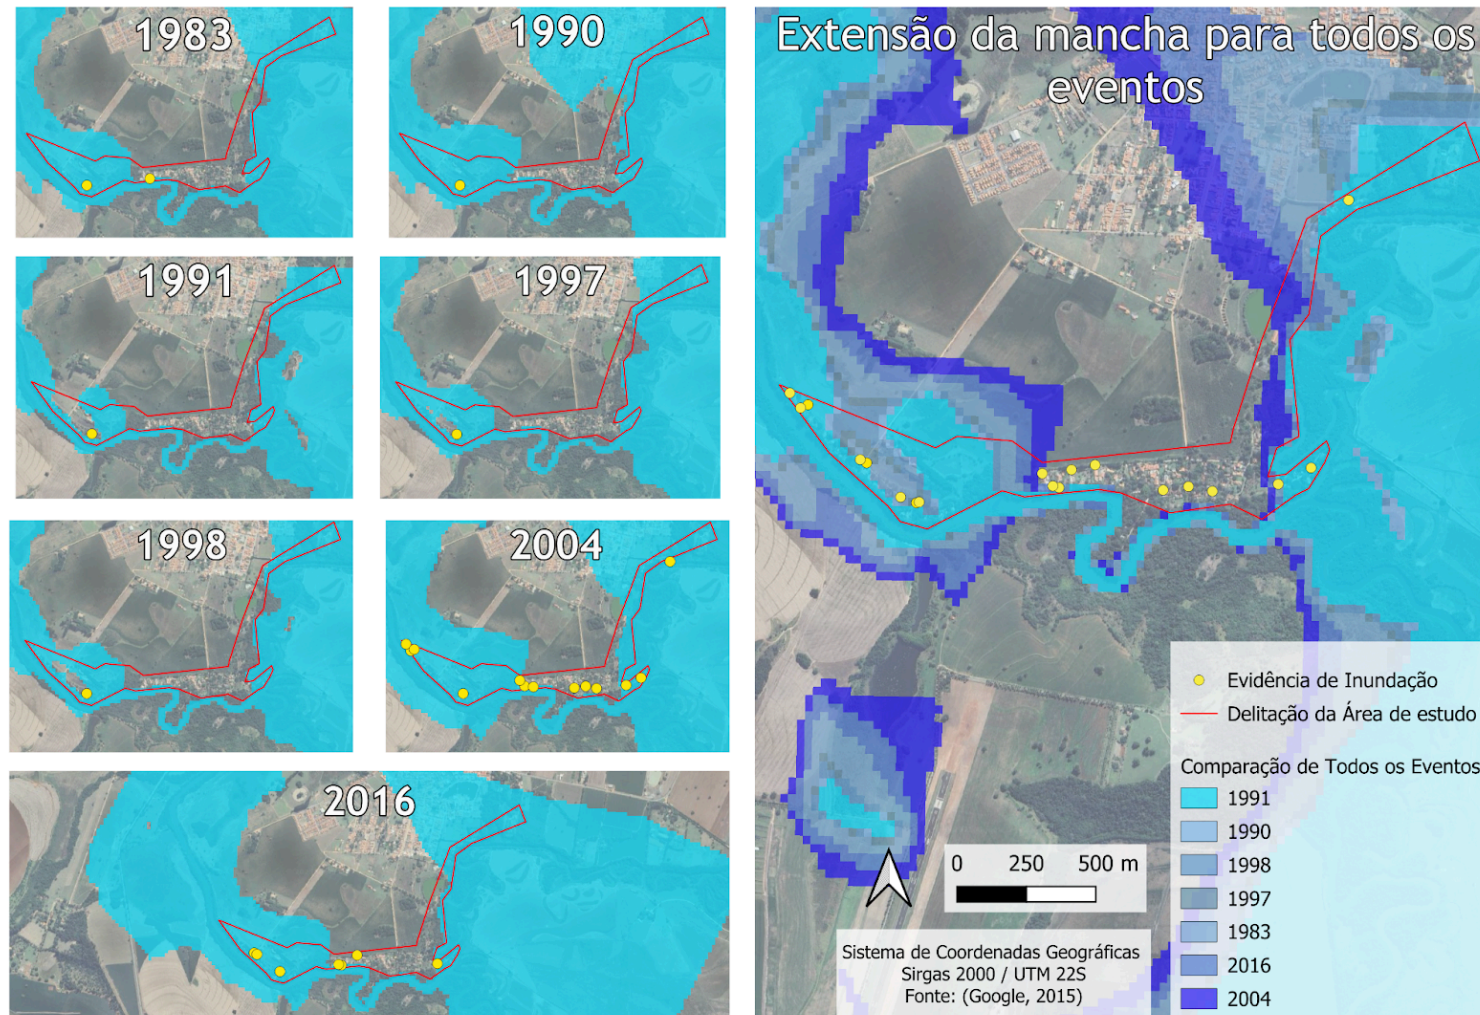 1983
1990
1991
1997
1998
2004
2016
Extensão da mancha para todos os
eventos
Evidência de Inundação
Delitação da Área de estudo
Comparação de Todos os Eventos
1991
1990
1998
1997
1983
2016
2004
0 250 500 m
Sistema de Coordenadas Geográficas
Sirgas 2000 / UTM 22S
Fonte: (Google, 2015)